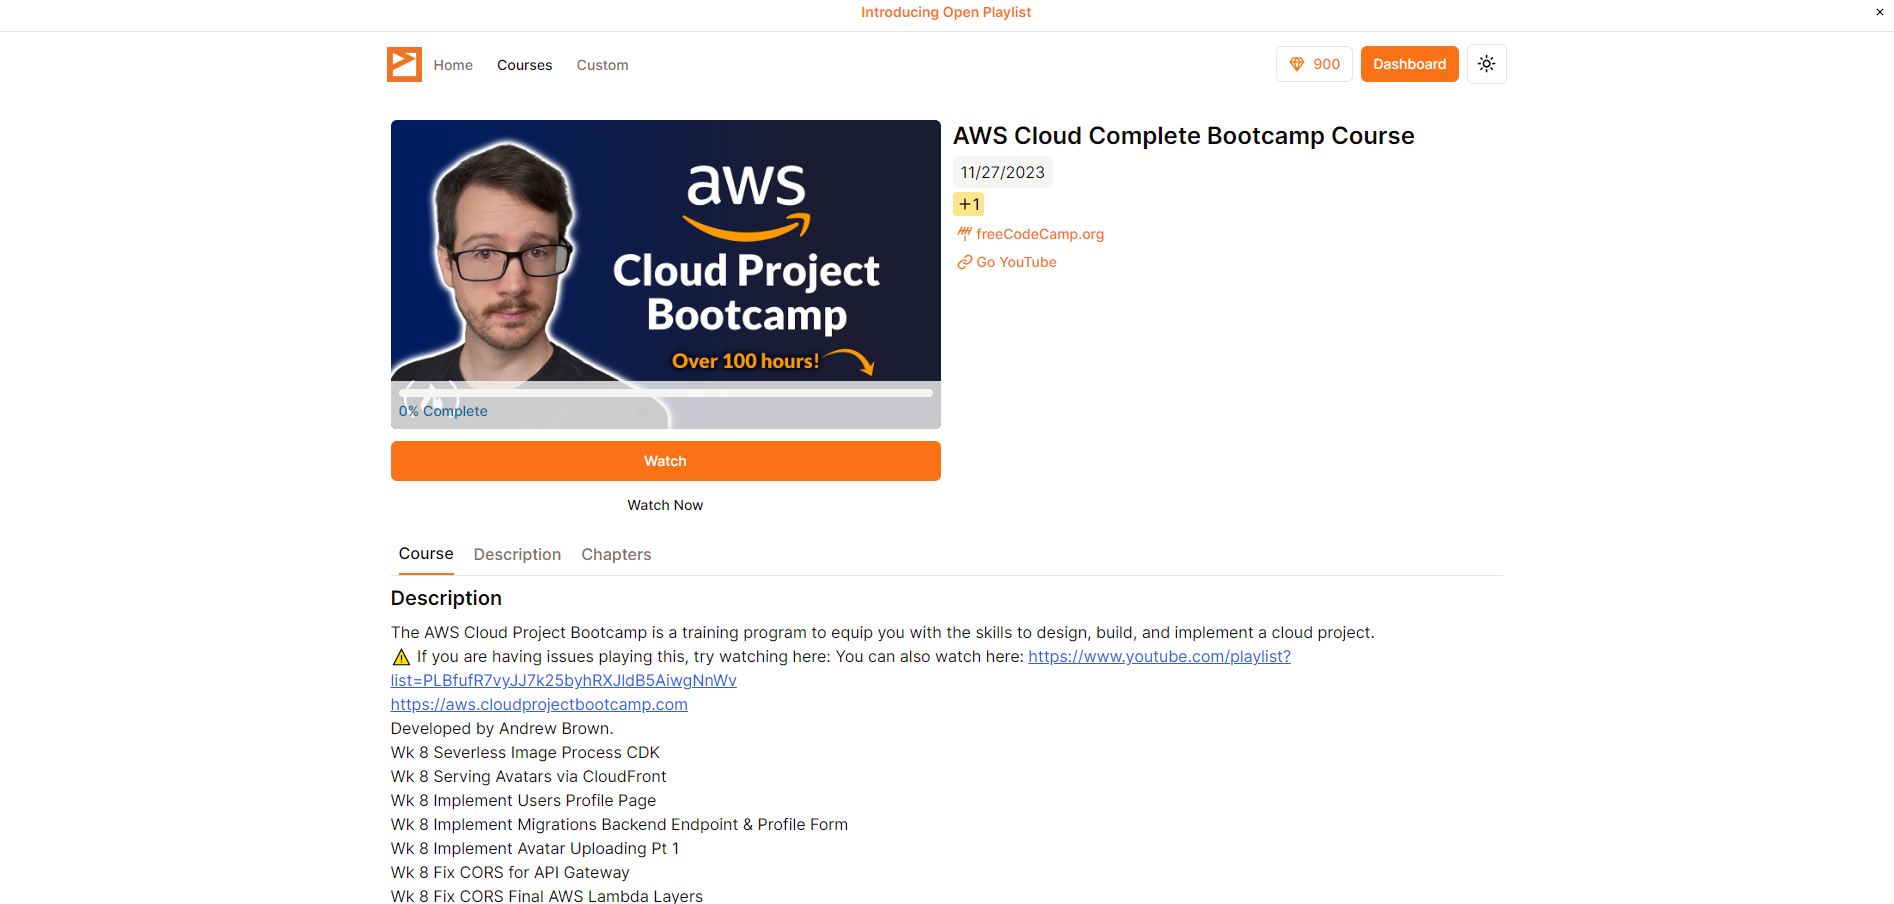 Introducing Open Playlist
×
Home
Courses
Custom
900
Dashboard
aws
Cloud Project
Bootcamp
Over 100 hours!
0% Complete
AWS Cloud Complete Bootcamp Course
11/27/2023
+1
freeCodeCamp.org
Go YouTube
Watch
Watch Now
Course
Description
Chapters
Description
The AWS Cloud Project Bootcamp is a training program to equip you with the skills to design, build, and implement a cloud project.
⚠️ If you are having issues playing this, try watching here: You can also watch here: https://www.youtube.com/playlist?
list=PLBfufR7vyJJ7k25byhRXJldB5AiwgNnWv
https://aws.cloudprojectbootcamp.com
Developed by Andrew Brown.
Wk 8 Severless Image Process CDK
Wk 8 Serving Avatars via CloudFront
Wk 8 Implement Users Profile Page
Wk 8 Implement Migrations Backend Endpoint & Profile Form
Wk 8 Implement Avatar Uploading Pt 1
Wk 8 Fix CORS for API Gateway
Wk 8 Fix CORS Final AWS Lambda Layers